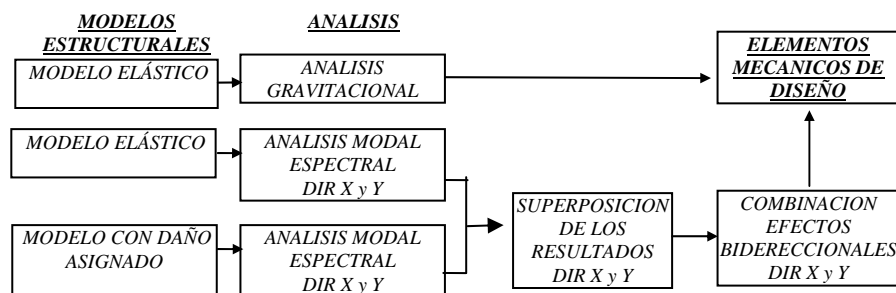 MODELOS
ESTRUCTURALES
ANALISIS
MODELO ELÁSTICO
ANALISIS
GRAVITACIONAL
ELEMENTOS
MECANICOS DE
DISEÑO
MODELO ELÁSTICO
ANALISIS MODAL
ESPECTRAL
DIR X y Y
MODELO CON DAÑO
ASIGNADO
ANALISIS MODAL
ESPECTRAL
DIR X y Y
SUPERPOSICION
DE LOS
RESULTADOS
DIR X y Y
COMBINACION
EFECTOS
BIDERECCIONALES
DIR X y Y